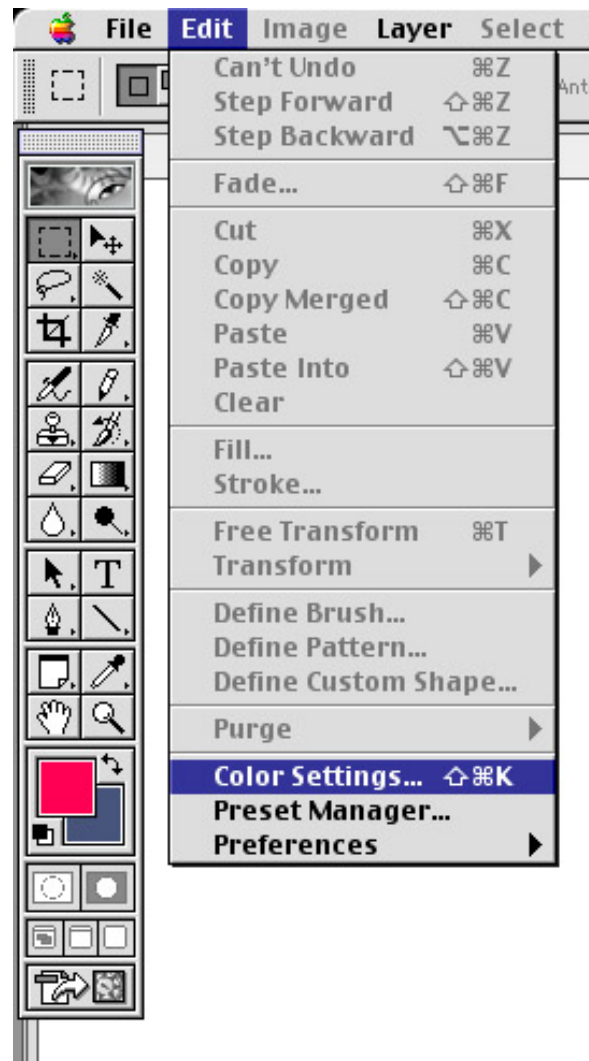 File Edit Image Layer Select
Ant
Can't Undo ⌘Z
Step Forward ⇧⌘Z
Step Backward ⌥⌘Z
Fade... ⇧⌘F
Cut ⌘X
Copy ⌘C
Copy Merged ⇧⌘C
Paste ⌘V
Paste Into ⇧⌘V
Clear
Fill...
Stroke...
Free Transform ⌘T
Transform
Define Brush...
Define Pattern...
Define Custom Shape...
Purge
Color Settings... ⇧⌘K
Preset Manager...
Preferences
T